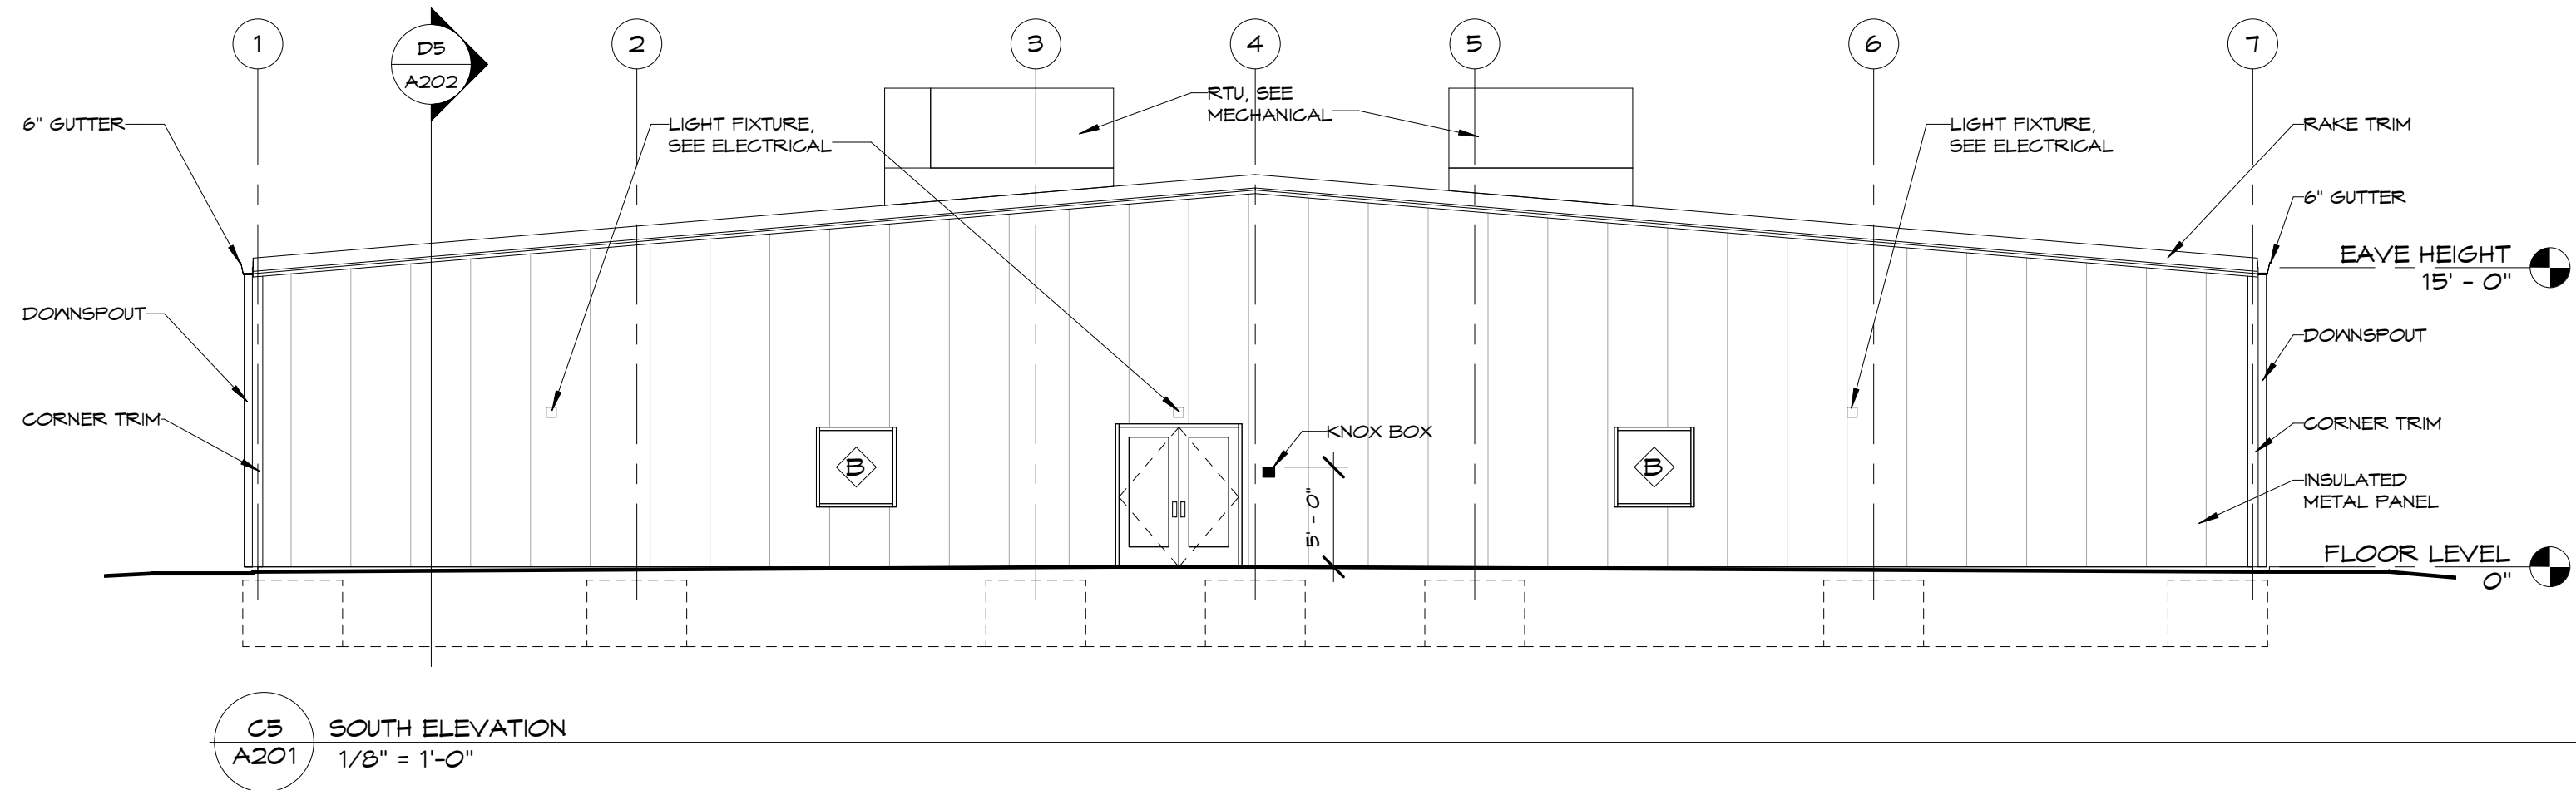 1
2
3
4
5
6
7
D5
A202
6" GUTTER
LIGHT FIXTURE,
SEE ELECTRICAL
RTU, SEE
MECHANICAL
LIGHT FIXTURE,
SEE ELECTRICAL
RAKE TRIM
6" GUTTER
EAVE HEIGHT
15' - 0"
DOWNSPOUT
DOWNSPOUT
CORNER TRIM
CORNER TRIM
KNOX BOX
B
B
5' - 0"
INSULATED
METAL PANEL
FLOOR LEVEL
0"
C5
A201
SOUTH ELEVATION
1/8" = 1'-0"